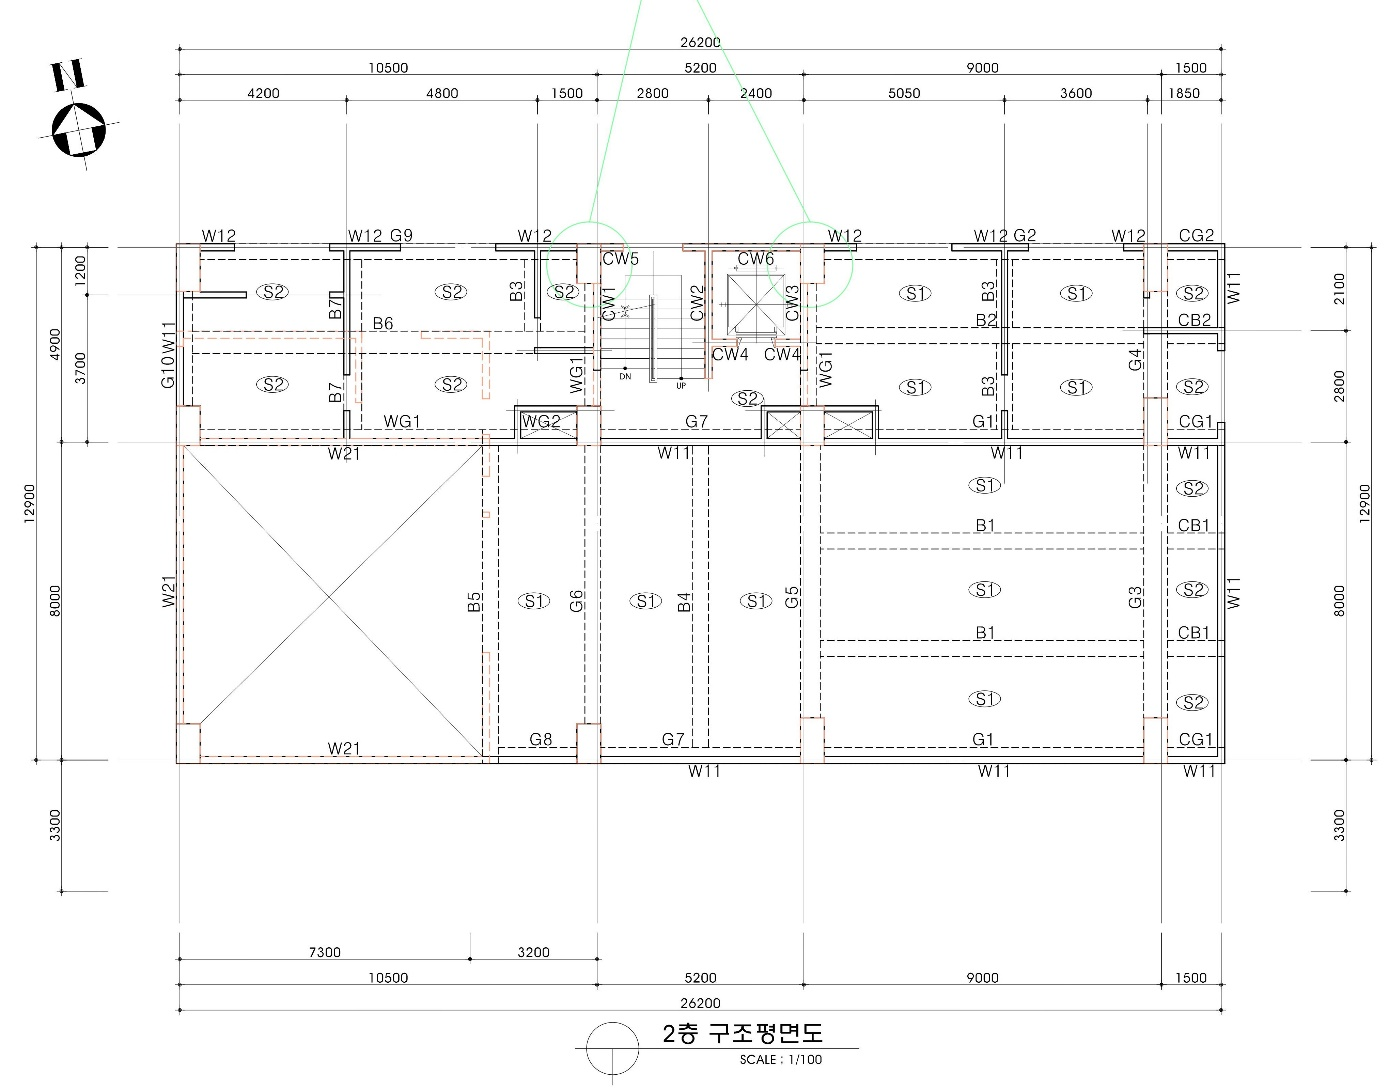 26200
10500 5200 9000 1500
4200 4800 1500 2800 2400 5050 3600 1850
N
W12 W12 G9 W12 W12 W12 G2 W12 CG2
CW5 CW6
1200 S2 S2 B3 S2 CW1 CW2 CW3 S1 B3 S1 S2 W11 2100
B7
B6 B2 CB2
4900 3700 G10 W11 CW4 CW4 G4
DN UP
S2 B7 S2 WG1 S2 WG1 S1 B3 S1 S2 2800
WG1 WG2 G7 G1 CG1
W21 W11 W11 W11
12900 12900
S1 S2
B1 CB1
8000 W21 B5 S1 G6 S1 B4 S1 G5 S1 G3 S2 W11 8000
B1 CB1
S1 S2
W21 G8 G7 G1 CG1
W11 W11 W11
3300 3300
7300 3200
10500 5200 9000 1500
26200
2층 구조평면도
SCALE : 1/100